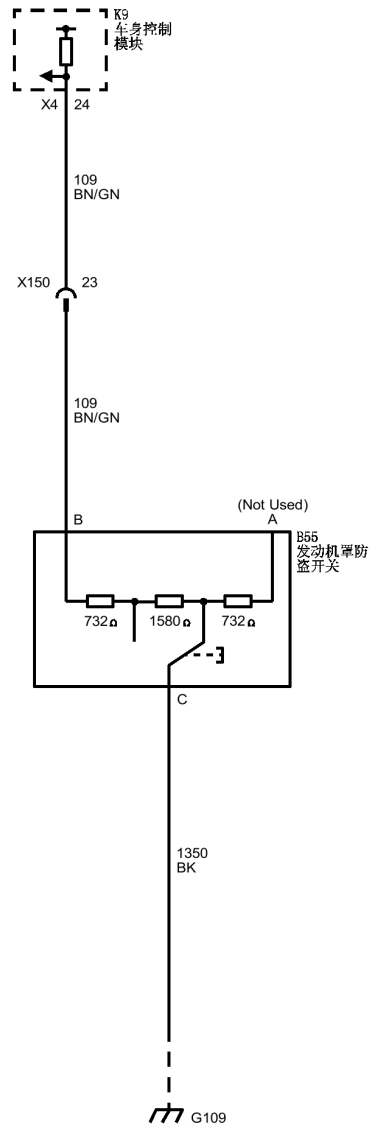 K9
车身控制
模块
X4 24
109
BN/GN
X150 23
109
BN/GN
(Not Used)
B A
B55
发动机罩防
盗开关
732Ω 1580Ω 732Ω
C
1350
BK
G109